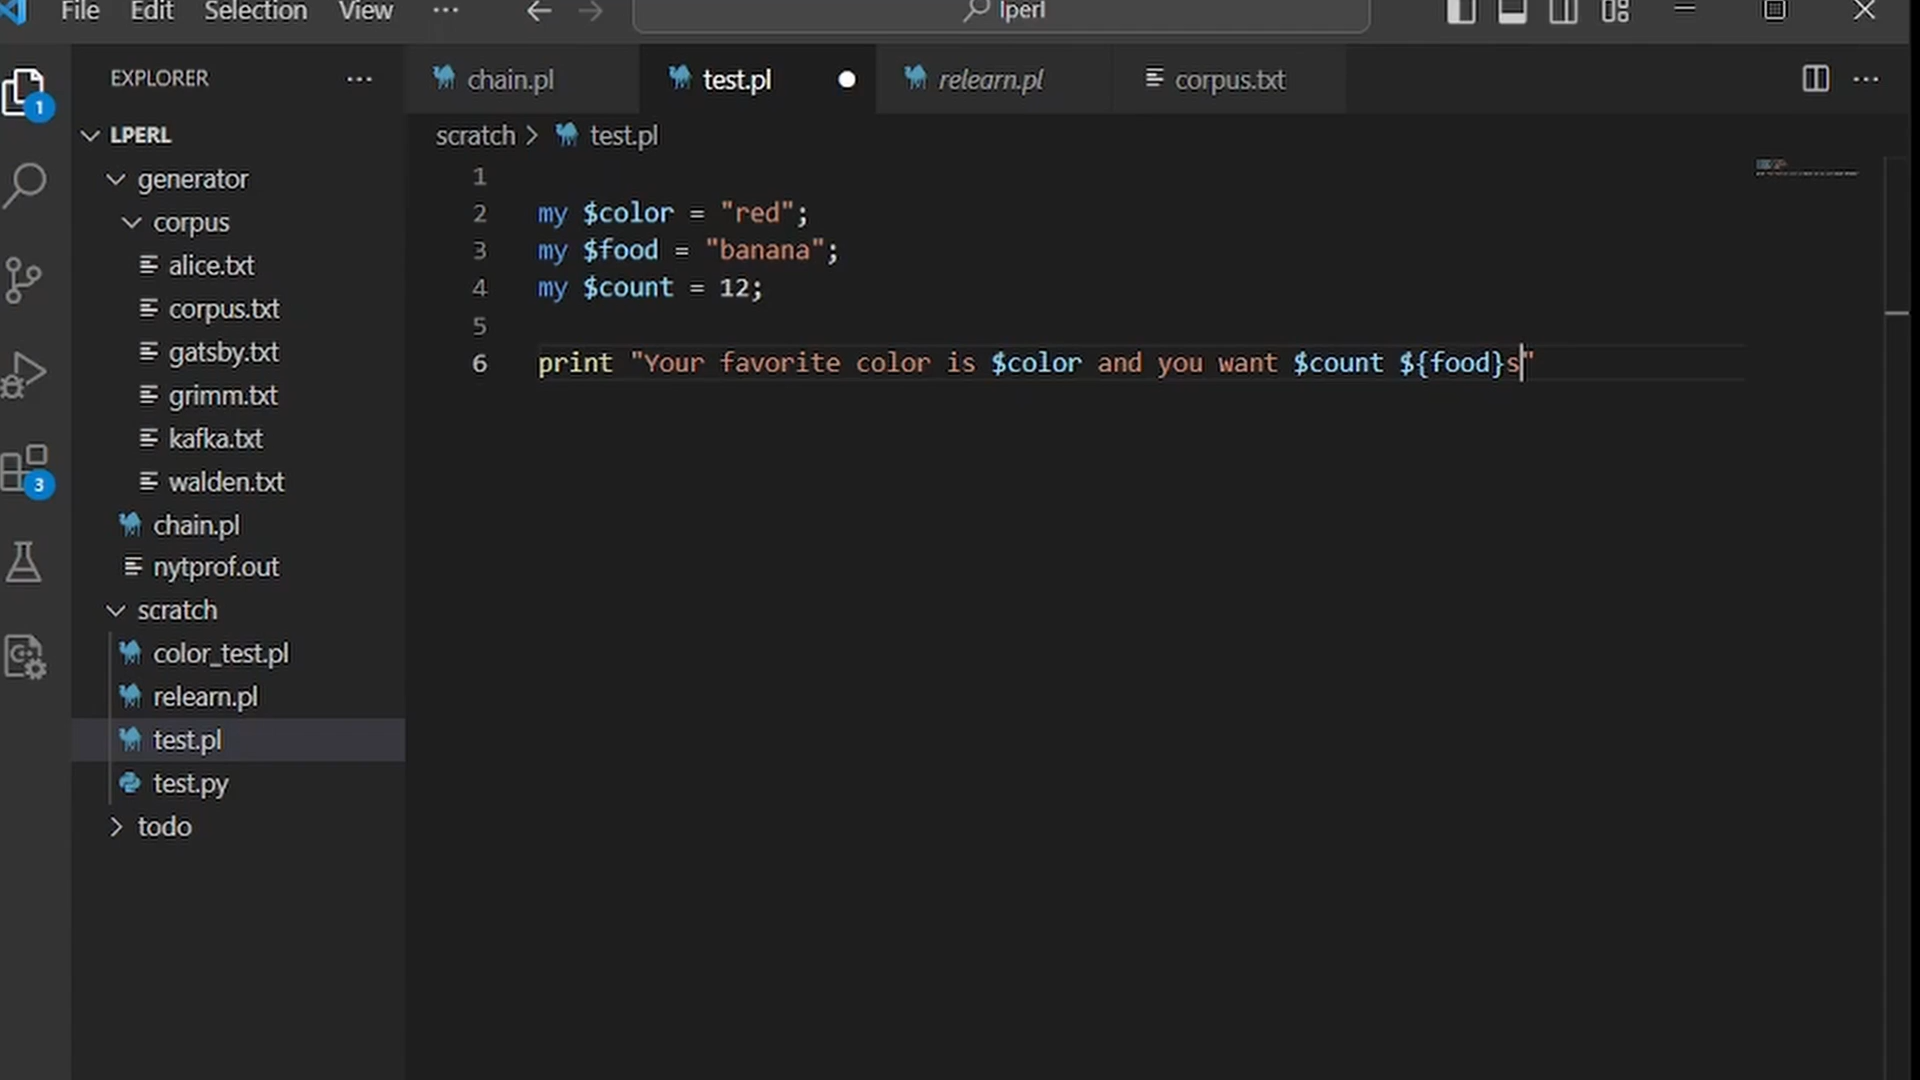 File Edit Selection View ··· lperl
EXPLORER ···
chain.pl test.pl relearn.pl corpus.txt ···
1
scratch > test.pl
LPERL
generator
corpus
alice.txt
corpus.txt
gatsby.txt
grimm.txt
kafka.txt
walden.txt
chain.pl
nytprof.out
scratch
color_test.pl
relearn.pl
test.pl
test.py
todo
3
1
2 my $color = "red";
3 my $food = "banana";
4 my $count = 12;
5
6 print "Your favorite color is $color and you want $count ${food}s"